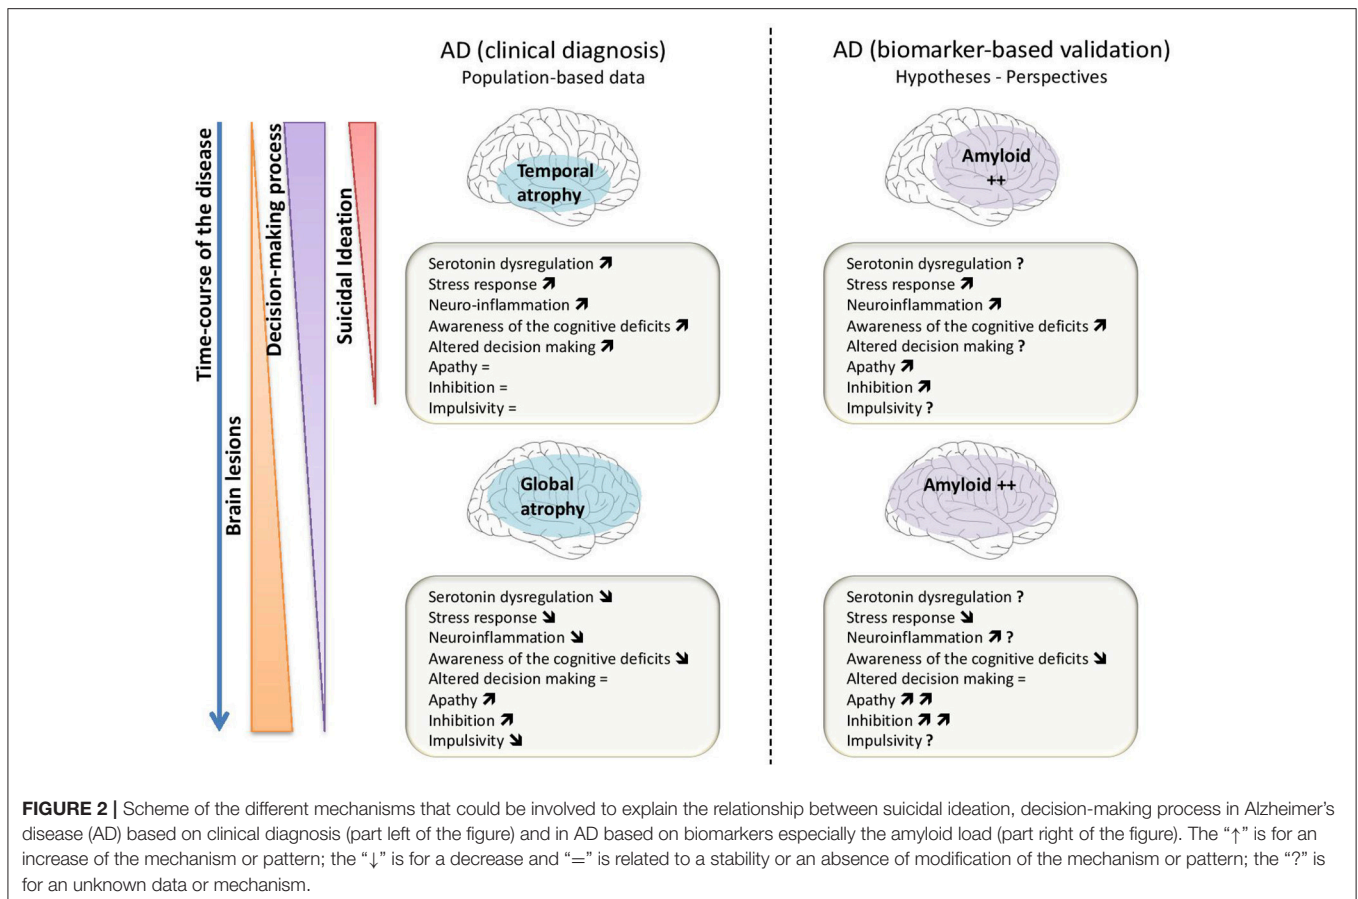 AD (clinical diagnosis)
Population-based data
AD (biomarker-based validation)
Hypotheses - Perspectives
Time-course of the disease
Brain lesions
Decision-making process
Suicidal Ideation
Temporal
atrophy
Amyloid
++
Serotonin dysregulation ↗
Stress response ↗
Neuro-inflammation ↗
Awareness of the cognitive deficits ↗
Altered decision making ↗
Apathy =
Inhibition =
Impulsivity =
Serotonin dysregulation ?
Stress response ↗
Neuroinflammation ↗
Awareness of the cognitive deficits ↗
Altered decision making ?
Apathy ↗
Inhibition ↗
Impulsivity ?
Global
atrophy
Amyloid ++
Serotonin dysregulation ↘
Stress response ↘
Neuroinflammation ↘
Awareness of the cognitive deficits ↘
Altered decision making =
Apathy ↗
Inhibition ↗
Impulsivity ↘
Serotonin dysregulation ?
Stress response ↘
Neuroinflammation ↗ ?
Awareness of the cognitive deficits ↘
Altered decision making =
Apathy ↗ ↗
Inhibition ↗ ↗
Impulsivity ?
FIGURE 2 | Scheme of the different mechanisms that could be involved to explain the relationship between suicidal ideation, decision-making process in Alzheimer's
disease (AD) based on clinical diagnosis (part left of the figure) and in AD based on biomarkers especially the amyloid load (part right of the figure). The “↑” is for an
increase of the mechanism or pattern; the “↓” is for a decrease and “=” is related to a stability or an absence of modification of the mechanism or pattern; the “?” is
for an unknown data or mechanism.